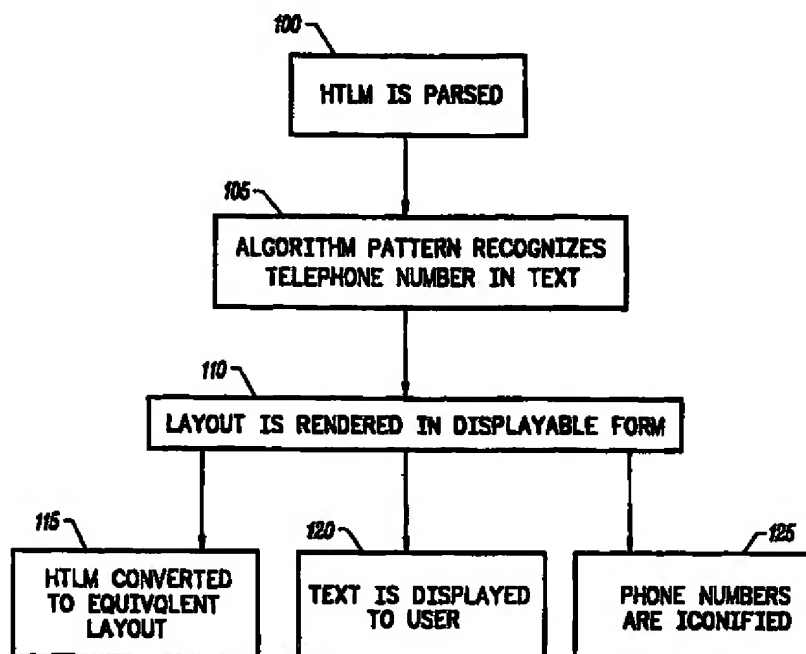 100
HTLM IS PARSED
105
ALGORITHM PATTERN RECOGNIZES
TELEPHONE NUMBER IN TEXT
110
LAYOUT IS RENDERED IN DISPLAYABLE FORM
115
HTLM CONVERTED
TO EQUIVOLENT
LAYOUT
120
TEXT IS DISPLAYED
TO USER
125
PHONE NUMBERS
ARE ICONIFIED